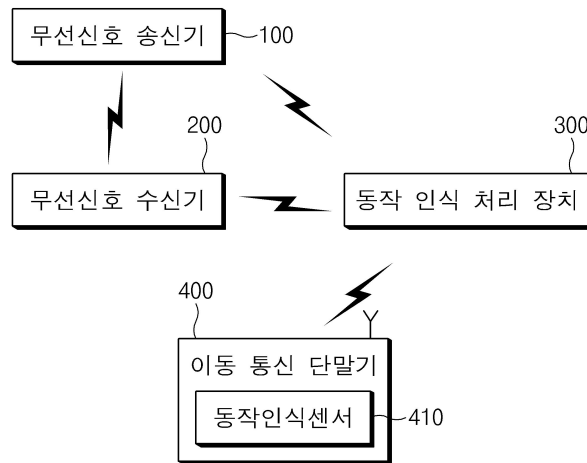 무선신호 송신기
100
200
300
무선신호 수신기
동작 인식 처리 장치
400
이동 통신 단말기
동작인식센서
410